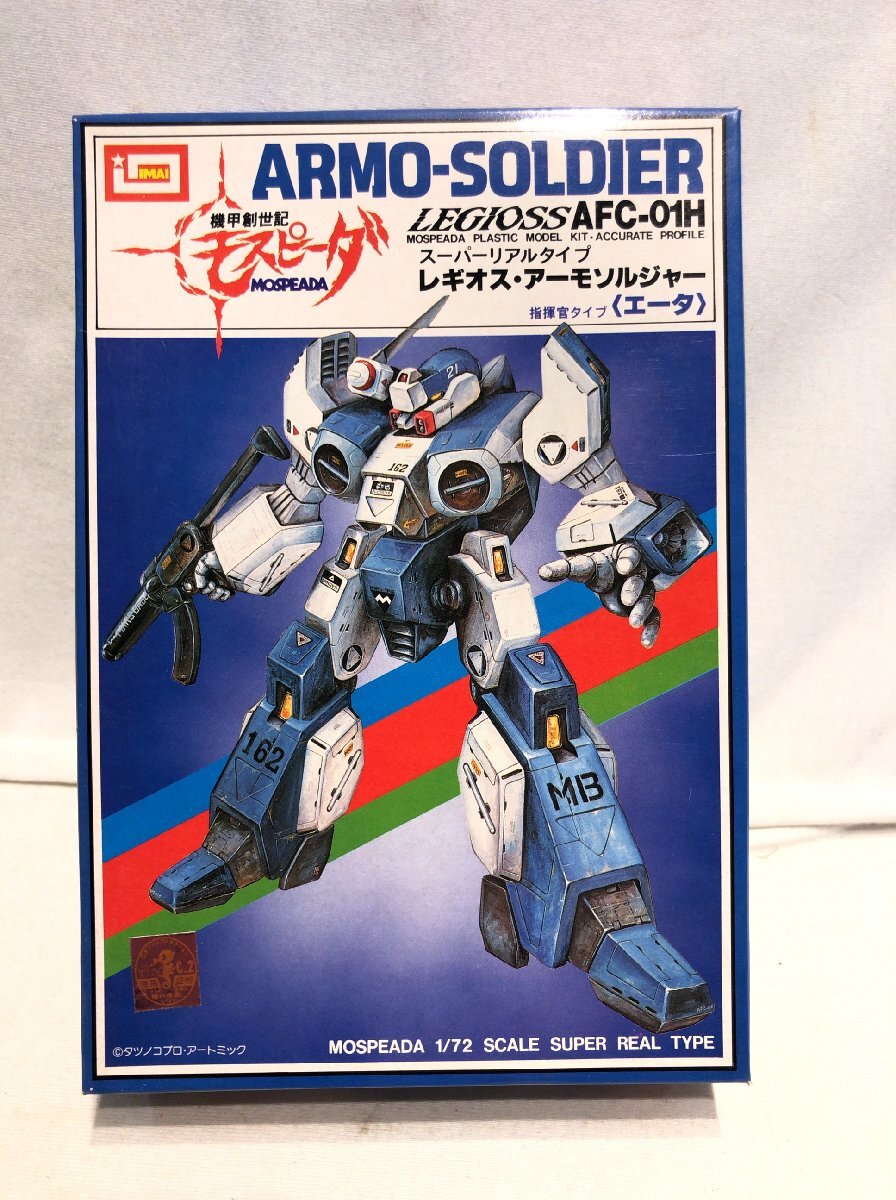 IMAI
ARMO-SOLDIER
機甲創世記
モスピーダ
MOSPEADA
LEGIOSS AFC-01H
MOSPEADA PLASTIC MODEL KIT・ACCURATE PROFILE
スーパーリアルタイプ
レギオス・アーモソルジャー
指揮官タイプ〈エータ〉
21
162
162
MB
C.Z
©タツノコプロ・アートミック
MOSPEADA 1/72 SCALE SUPER REAL TYPE